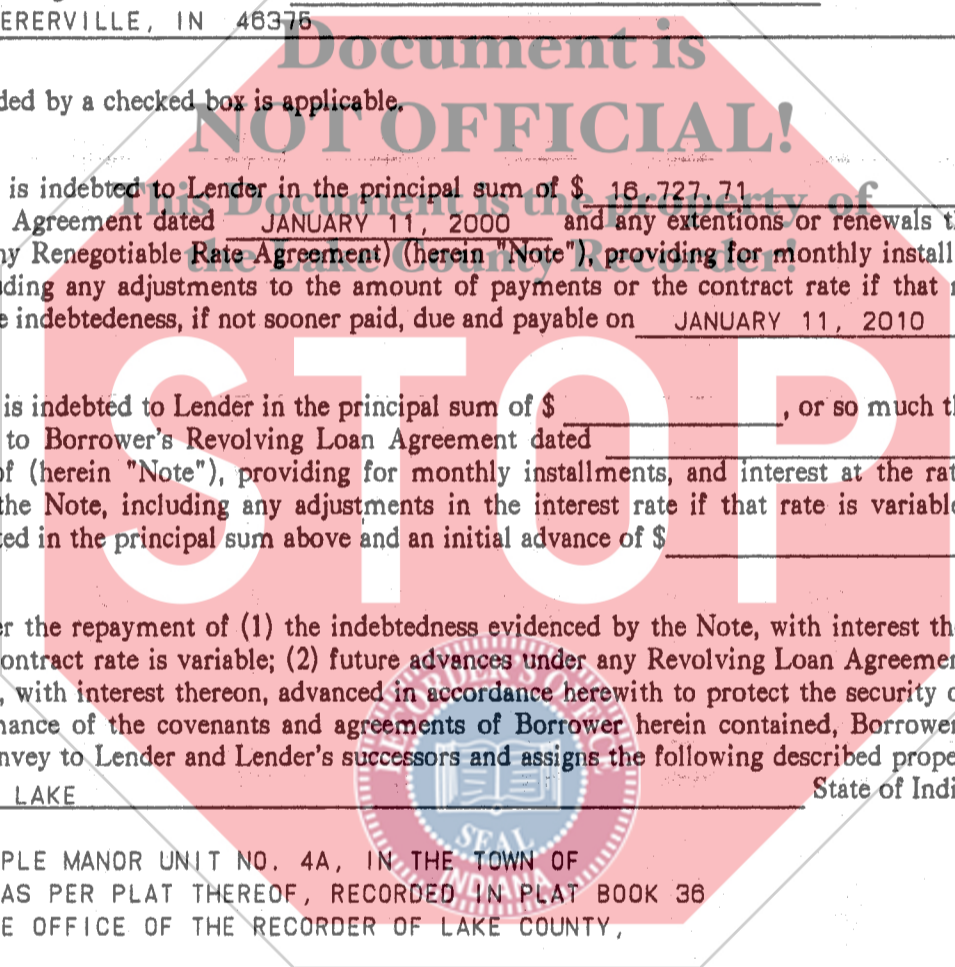 ERERVILLE, IN 46375
Document is
ded by a checked box is applicable.
NOT OFFICIAL!
is indebted to Lender in the principal sum of $ 16,727.71
This Document is the property of
Agreement dated JANUARY 11, 2000 and any extentions or renewals th
the Lake County Recorder!
ny Renegotiable Rate Agreement) (herein "Note"), providing for monthly install
ding any adjustments to the amount of payments or the contract rate if that r
e indebtedeness, if not sooner paid, due and payable on JANUARY 11, 2010
STOP
is indebted to Lender in the principal sum of $ , or so much th
to Borrower's Revolving Loan Agreement dated
of (herein "Note"), providing for monthly installments, and interest at the rat
the Note, including any adjustments in the interest rate if that rate is variable
ted in the principal sum above and an initial advance of $
er the repayment of (1) the indebtedness evidenced by the Note, with interest the
contract rate is variable; (2) future advances under any Revolving Loan Agreemen
, with interest thereon, advanced in accordance herewith to protect the security o
nance of the covenants and agreements of Borrower herein contained, Borrower
nvey to Lender and Lender's successors and assigns the following described prope
LAKE State of Indi
RECORDER'S OFFICE
SEAL
INDIANA
PLE MANOR UNIT NO. 4A, IN THE TOWN OF
AS PER PLAT THEREOF, RECORDED IN PLAT BOOK 36
E OFFICE OF THE RECORDER OF LAKE COUNTY,